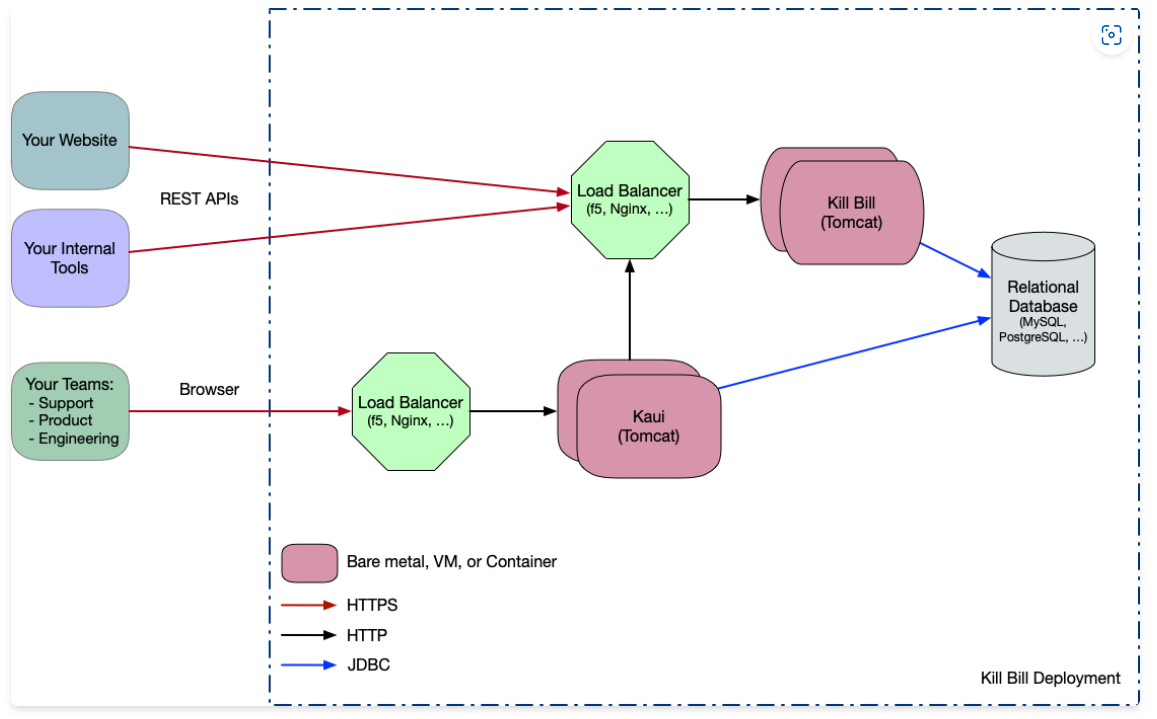 Your Website
REST APIs
Your Internal
Tools
Your Teams:
- Support
- Product
- Engineering
Browser
Load Balancer
(f5, Nginx, ...)
Load Balancer
(f5, Nginx, ...)
Kill Bill
(Tomcat)
Kaui
(Tomcat)
Relational
Database
(MySQL,
PostgreSQL, ...)
Bare metal, VM, or Container
HTTPS
HTTP
JDBC
Kill Bill Deployment